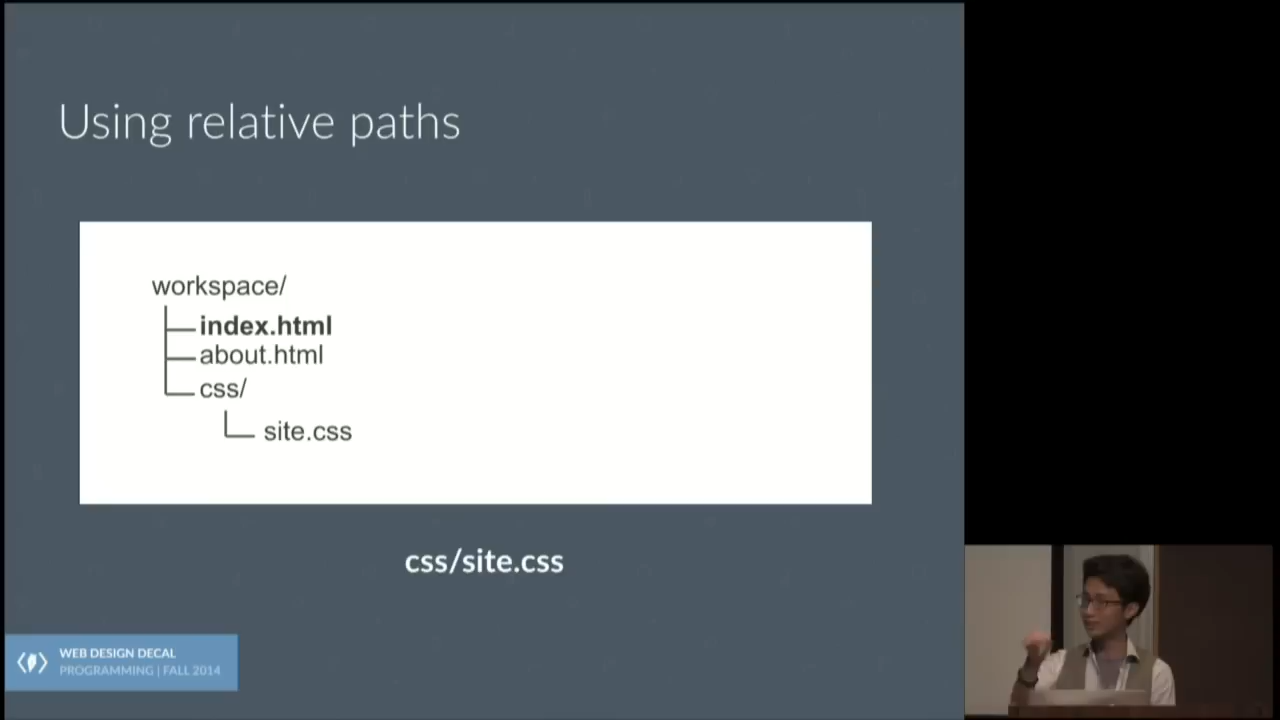 Using relative paths
workspace/
index.html
about.html
css/
site.css
css/site.css
WEB DESIGN DECAL
PROGRAMMING | FALL 2014